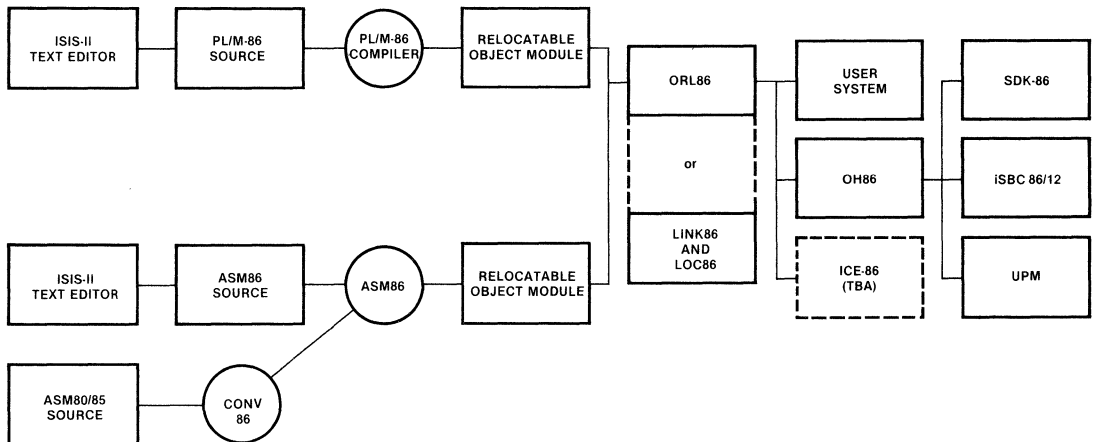 ISIS-II
TEXT EDITOR
PL/M-86
SOURCE
PL/M-86
COMPILER
RELOCATABLE
OBJECT MODULE
ORL86
or
LINK86
AND
LOC86
USER
SYSTEM
OH86
ICE-86
(TBA)
SDK-86
iSBC 86/12
UPM
ISIS-II
TEXT EDITOR
ASM86
SOURCE
ASM86
RELOCATABLE
OBJECT MODULE
ASM80/85
SOURCE
CONV
86